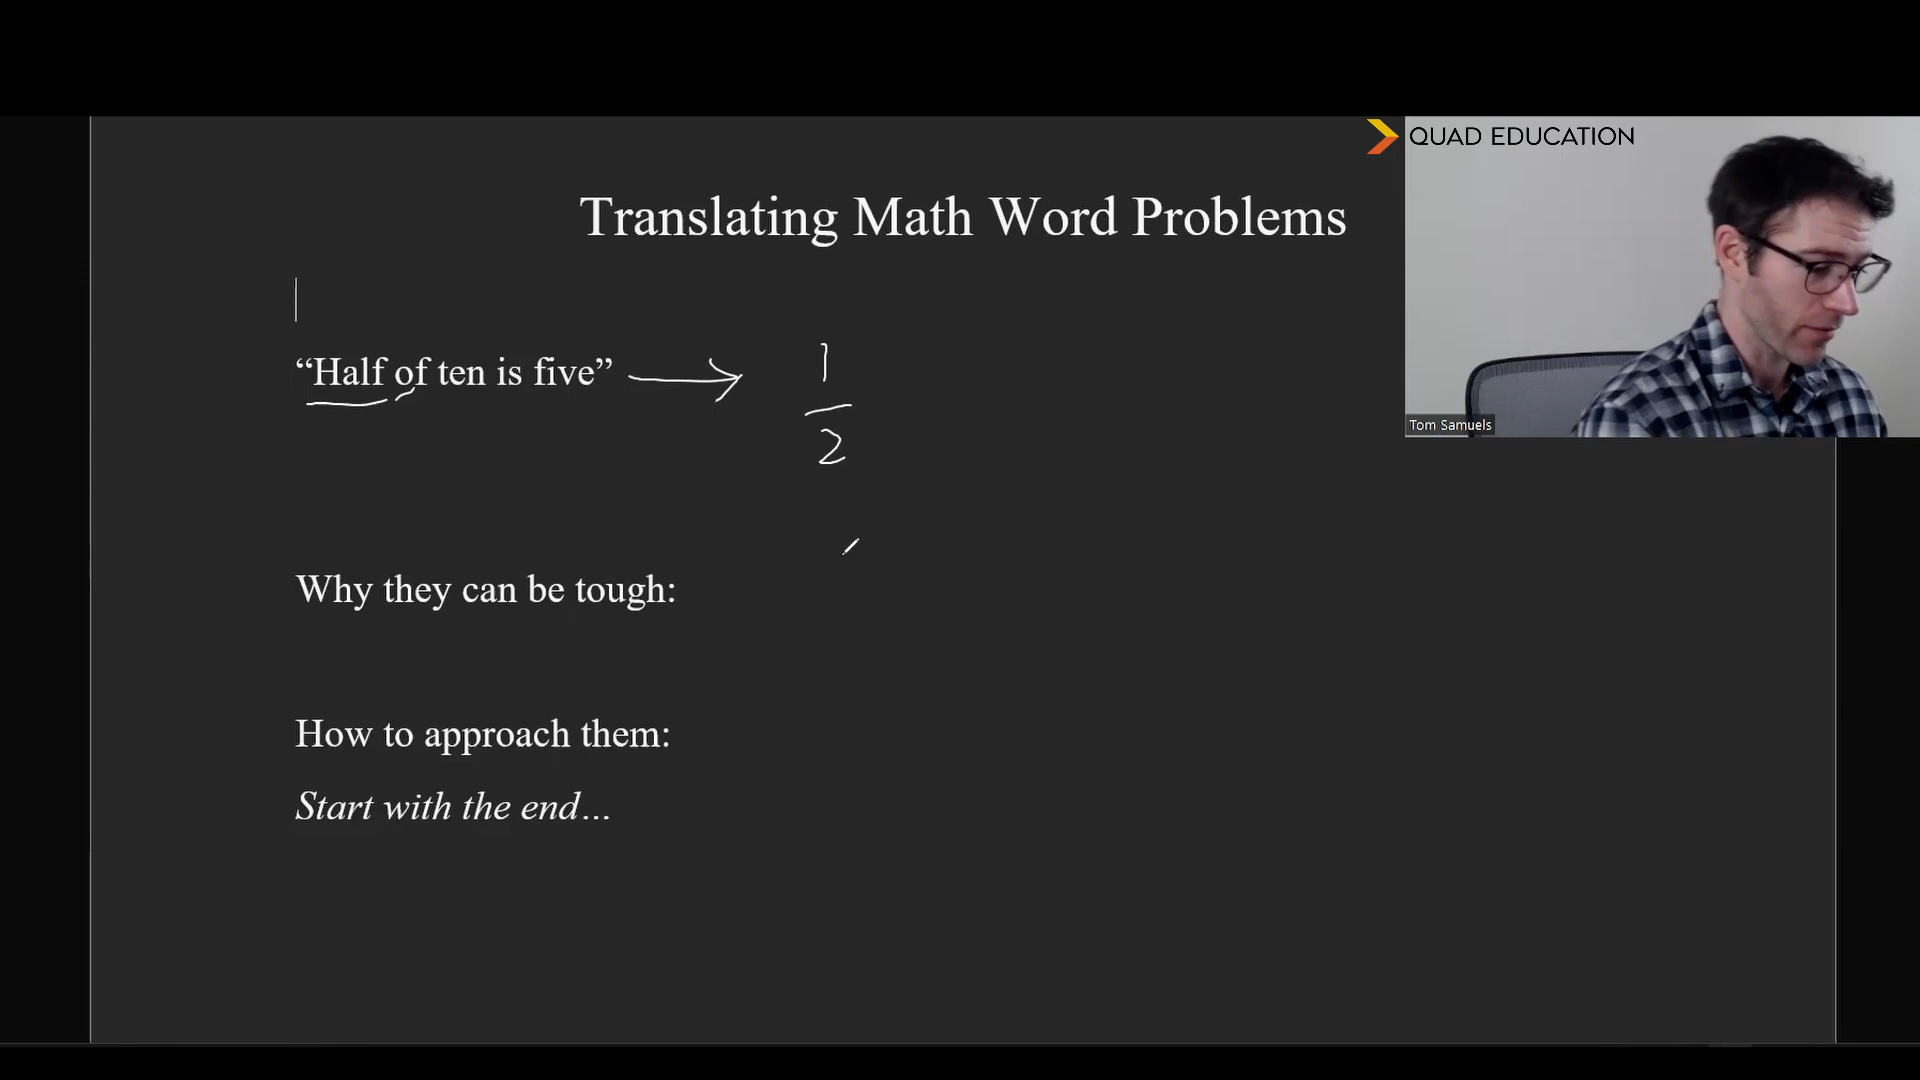 QUAD EDUCATION
Translating Math Word Problems
“Half of ten is five” → 1/2
Tom Samuels
Why they can be tough:
How to approach them:
Start with the end...